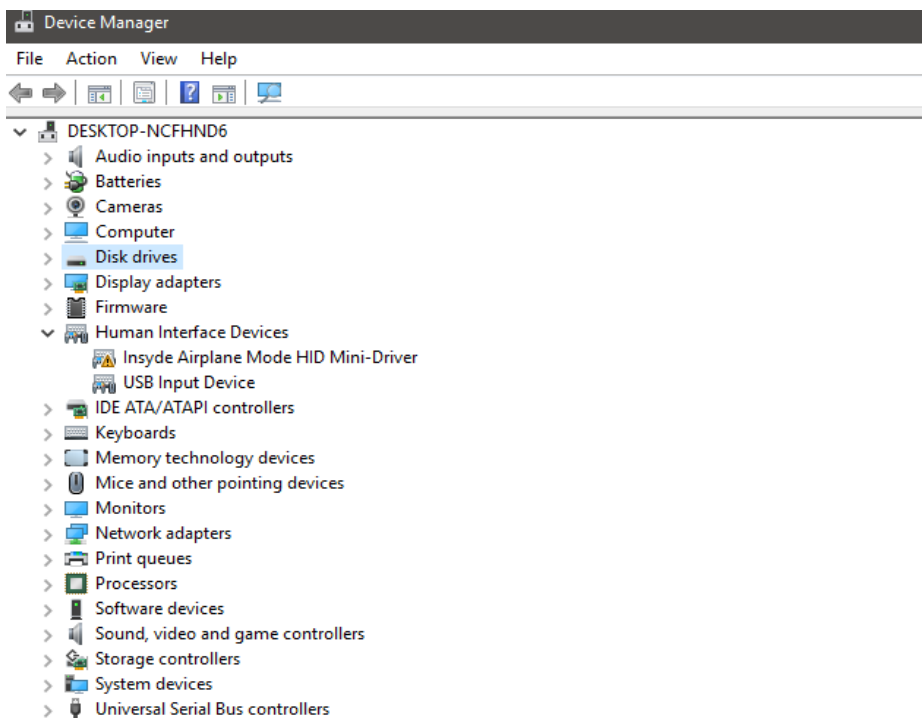 Device Manager
File Action View Help
DESKTOP-NCFHND6
Audio inputs and outputs
Batteries
Cameras
Computer
Disk drives
Display adapters
Firmware
Human Interface Devices
Insyde Airplane Mode HID Mini-Driver
USB Input Device
IDE ATA/ATAPI controllers
Keyboards
Memory technology devices
Mice and other pointing devices
Monitors
Network adapters
Print queues
Processors
Software devices
Sound, video and game controllers
Storage controllers
System devices
Universal Serial Bus controllers